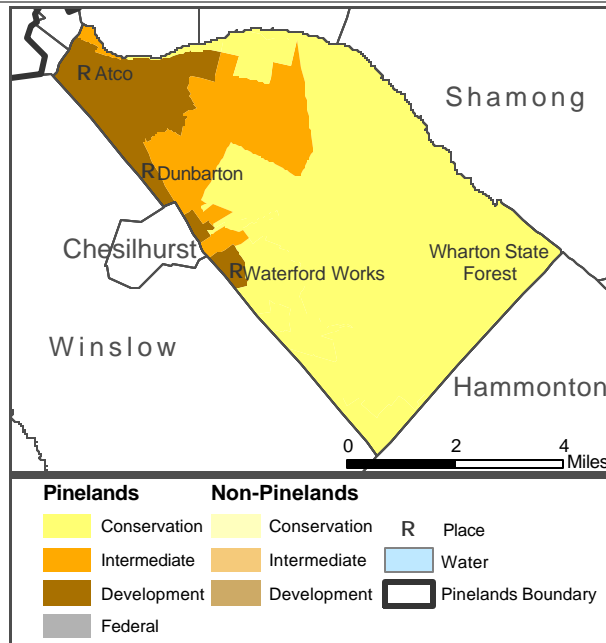 R Atco
Shamong
R Dunbarton
Chesilhurst
Wharton State
Forest
R Waterford Works
Winslow
Hammonton
0 2 4
Miles
Pinelands Non-Pinelands
Conservation Conservation R Place
Intermediate Intermediate Water
Development Development Pinelands Boundary
Federal